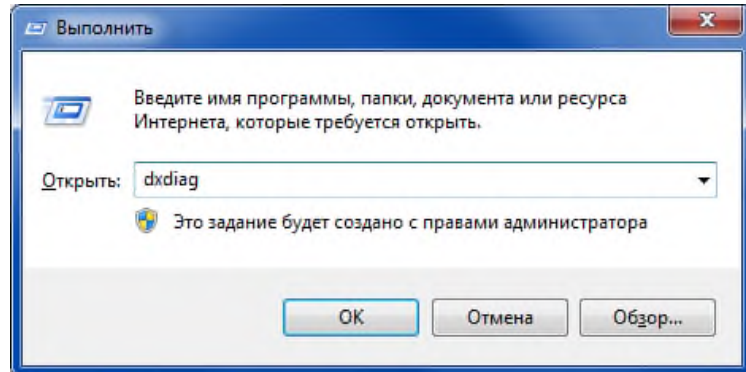 Выполнить
Введите имя программы, папки, документа или ресурса
Интернета, которые требуется открыть.
Открыть: dxdiag
Это задание будет создано с правами администратора
ОК Отмена Обзор...